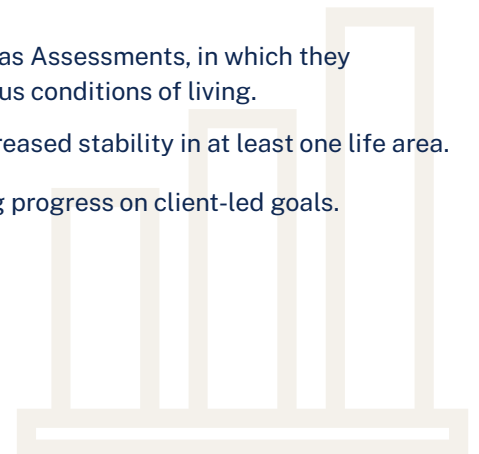 as Assessments, in which they
us conditions of living.
reased stability in at least one life area.
g progress on client-led goals.